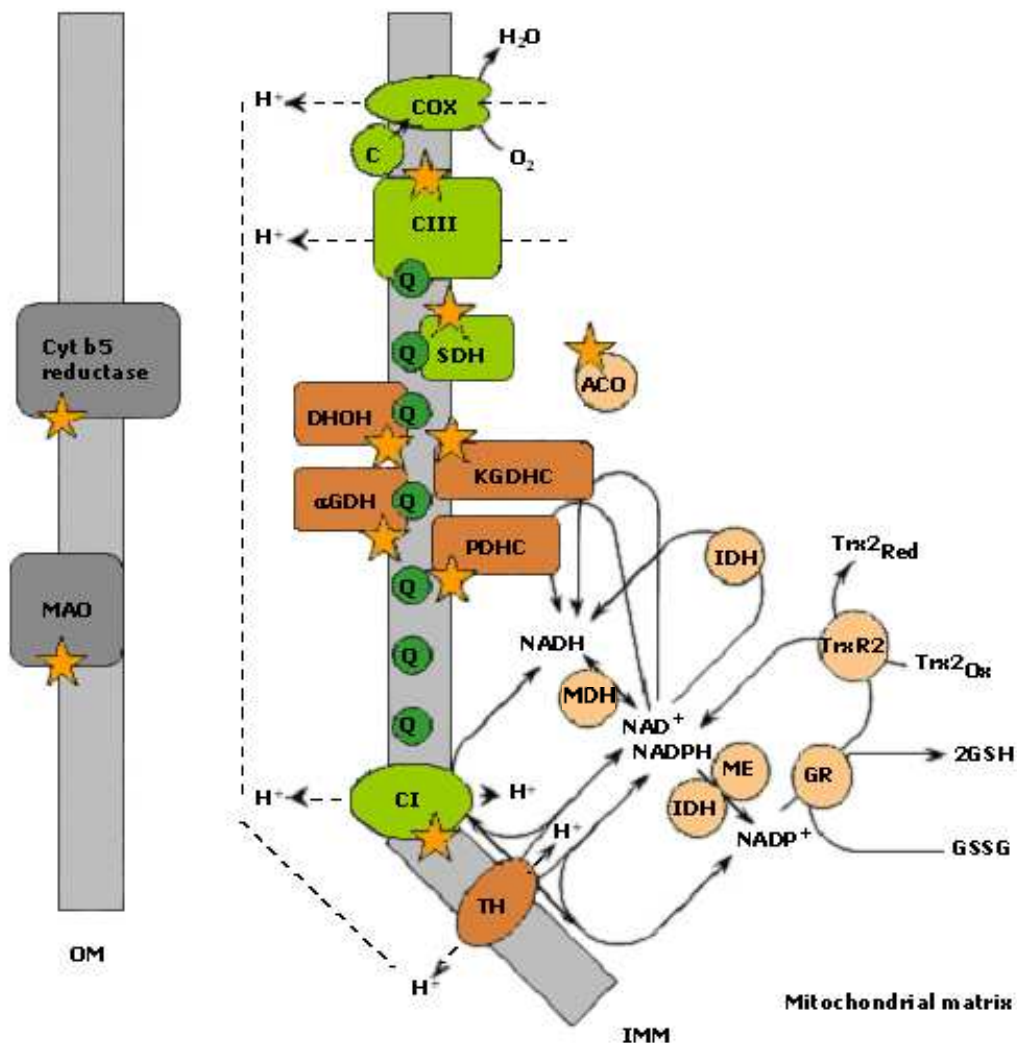 H₂O
H⁺
COX
C
O₂
CIII
H⁺
Q
Cyt b5
reductase
Q
SDH
ACO
DHOH
Q
KGDHC
αGDH
Q
PDHC
IDH
Trx2Red
MAO
Q
NADH
Q
TrxR2
Trx2Ox
MDH
NAD⁺
Q
NADPH
ME
GR
2GSH
H⁺
CI
H⁺
IDH
H⁺
NADP⁺
GSSG
TH
OM
H⁺
Mitochondrial matrix
IMM